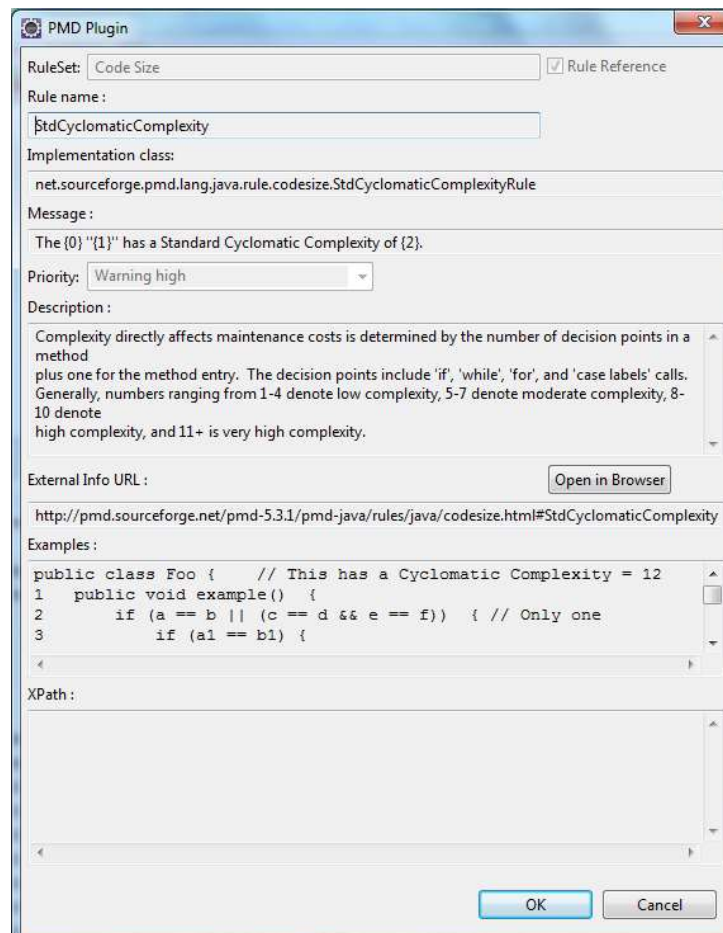 PMD Plugin
RuleSet: Code Size Rule Reference
Rule name :
StdCyclomaticComplexity
Implementation class:
net.sourceforge.pmd.lang.java.rule.codesize.StdCyclomaticComplexityRule
Message :
The {0} "{1}" has a Standard Cyclomatic Complexity of {2}.
Priority: Warning high
Description :
Complexity directly affects maintenance costs is determined by the number of decision points in a
method
plus one for the method entry.  The decision points include 'if', 'while', 'for', and 'case labels' calls.
Generally, numbers ranging from 1-4 denote low complexity, 5-7 denote moderate complexity, 8-
10 denote
high complexity, and 11+ is very high complexity.
External Info URL : Open in Browser
http://pmd.sourceforge.net/pmd-5.3.1/pmd-java/rules/java/codesize.html#StdCyclomaticComplexity
Examples :
public class Foo {    // This has a Cyclomatic Complexity = 12
1   public void example()  {
2       if (a == b || (c == d && e == f))  { // Only one
3           if (a1 == b1) {
XPath :
OK Cancel